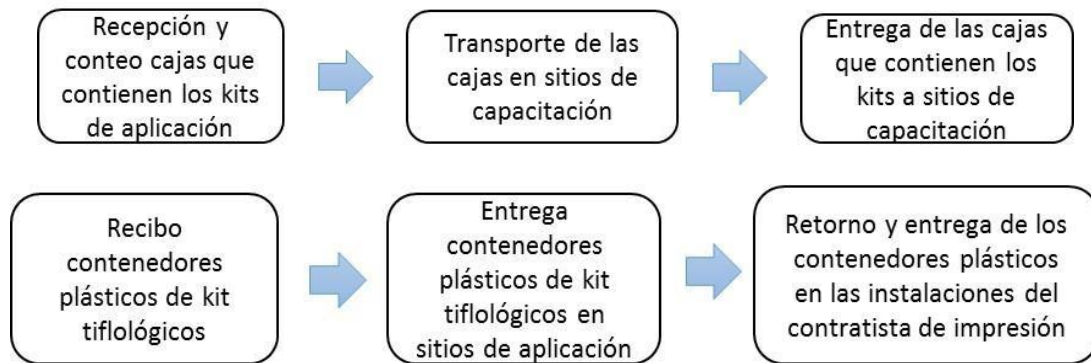 Recepción y
conteo cajas que
contienen los kits
de aplicación
Transporte de las
cajas en sitios de
capacitación
Entrega de las cajas
que contienen los
kits a sitios de
capacitación
Recibo
contenedores
plásticos de kit
tiflológicos
Entrega
contenedores
plásticos de kit
tiflológicos en
sitios de aplicación
Retorno y entrega de los
contenedores plásticos
en las instalaciones del
contratista de impresión